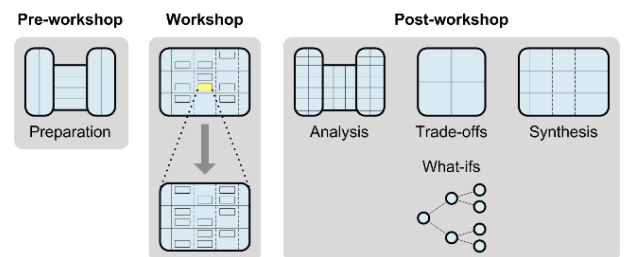 Pre-workshop
Workshop
Post-workshop
Preparation
Analysis
Trade-offs
Synthesis
What-ifs